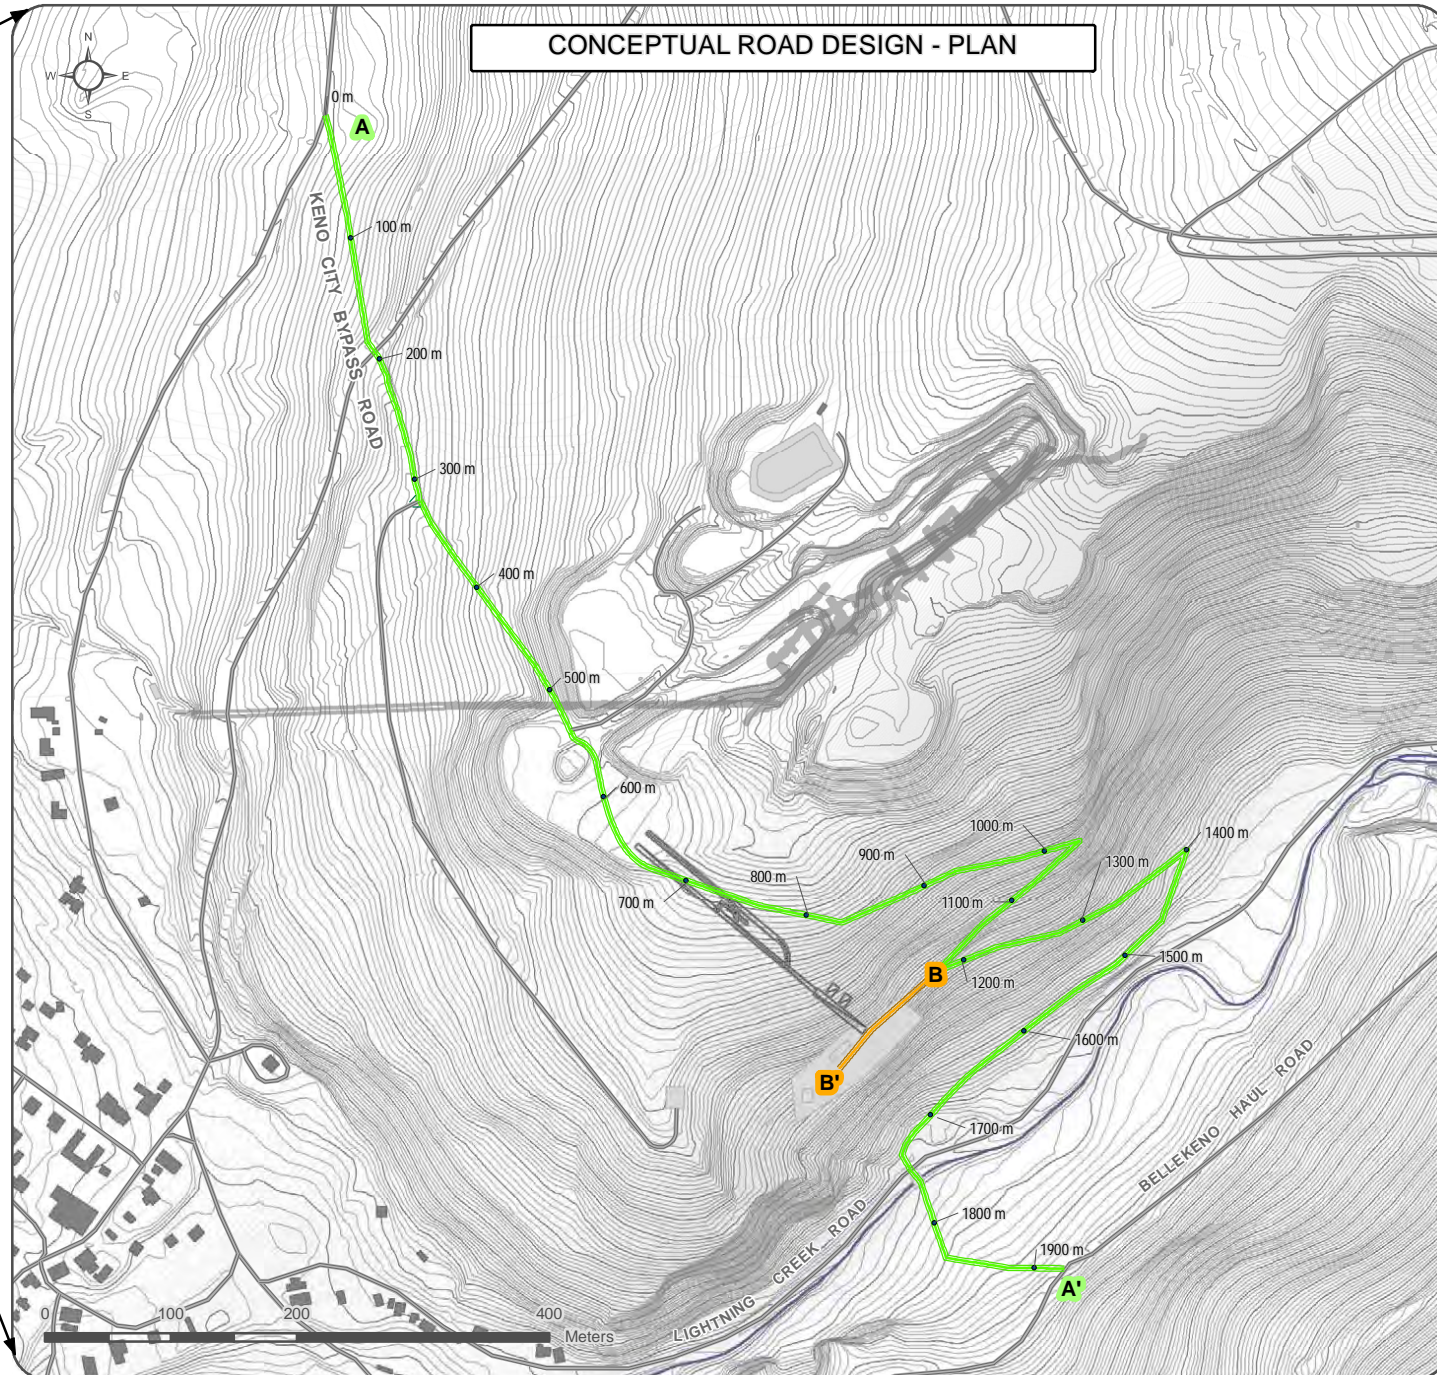 CONCEPTUAL ROAD DESIGN - PLAN
N
W E
S
0 m
A
KENO CITY BYPASS ROAD
100 m
200 m
300 m
400 m
500 m
600 m
700 m
800 m
900 m
1000 m
1100 m
1200 m
1300 m
1400 m
1500 m
1600 m
1700 m
1800 m
1900 m
B
B'
A'
BELLEKENO HAUL ROAD
LIGHTNING CREEK ROAD
0 100 200 400
Meters